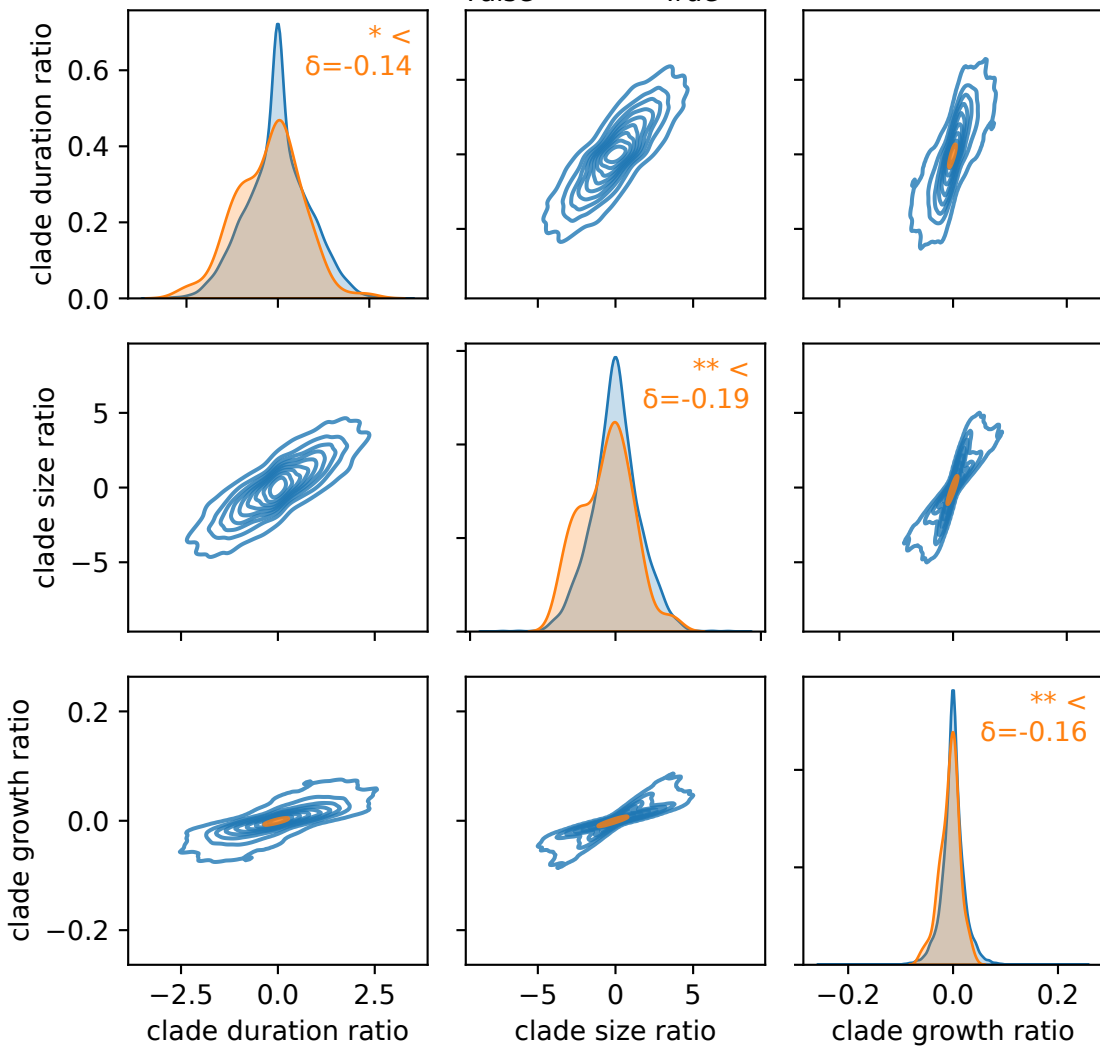 True
clade duration ratio
0.6
0.4
0.2
0.0
* <
δ=-0.14
clade size ratio
5
0
−5
** <
δ=-0.19
clade growth ratio
0.2
0.0
−0.2
** <
δ=-0.16
−2.5
0.0
2.5
clade duration ratio
−5
0
5
clade size ratio
−0.2
0.0
0.2
clade growth ratio